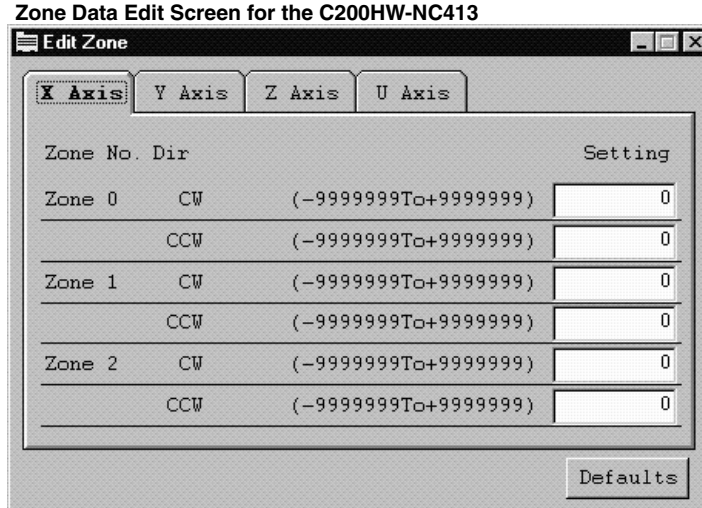 Zone Data Edit Screen for the C200HW-NC413
Edit Zone
X Axis Y Axis Z Axis U Axis
Zone No. Dir Setting
Zone 0 CW (-9999999To+9999999) 0
CCW (-9999999To+9999999) 0
Zone 1 CW (-9999999To+9999999) 0
CCW (-9999999To+9999999) 0
Zone 2 CW (-9999999To+9999999) 0
CCW (-9999999To+9999999) 0
Defaults